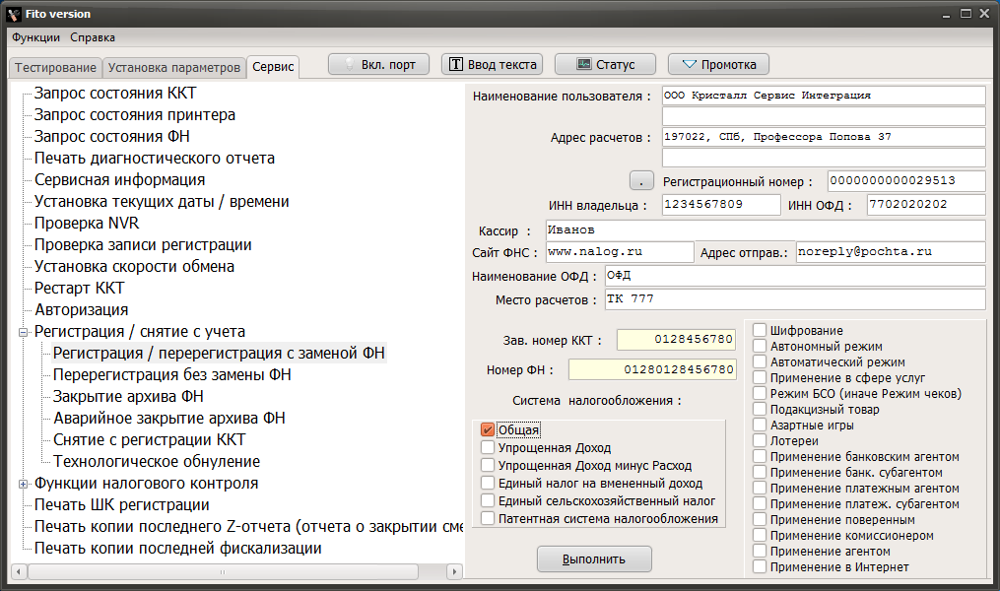 Fito version
Функции Справка
Тестирование Установка параметров Сервис Вкл. порт Ввод текста Статус Промотка
Запрос состояния ККТ
Запрос состояния принтера
Запрос состояния ФН
Печать диагностического отчета
Сервисная информация
Установка текущих даты / времени
Проверка NVR
Проверка записи регистрации
Установка скорости обмена
Рестарт ККТ
Авторизация
Регистрация / снятие с учета
Регистрация / перерегистрация с заменой ФН
Перерегистрация без замены ФН
Закрытие архива ФН
Аварийное закрытие архива ФН
Снятие с регистрации ККТ
Технологическое обнуление
Функции налогового контроля
Печать ШК регистрации
Печать копии последнего Z-отчета (отчета о закрытии сме
Печать копии последней фискализации
Наименование пользователя : ООО Кристалл Сервис Интеграция
Адрес расчетов : 197022, СПб, Профессора Попова 37
. Регистрационный номер : 0000000000029513
ИНН владельца : 1234567809 ИНН ОФД : 7702020202
Кассир : Иванов
Сайт ФНС : www.nalog.ru Адрес отправ.: noreply@pochta.ru
Наименование ОФД : ОФД
Место расчетов : ТК 777
Зав. номер ККТ : 0128456780
Номер ФН : 01280128456780
Система налогообложения :
Общая
Упрощенная Доход
Упрощенная Доход минус Расход
Единый налог на вмененный доход
Единый сельскохозяйственный налог
Патентная система налогообложения
Выполнить
Шифрование
Автономный режим
Автоматический режим
Применение в сфере услуг
Режим БСО (иначе Режим чеков)
Подакцизный товар
Азартные игры
Лотереи
Применение банковским агентом
Применение банк. субагентом
Применение платежным агентом
Применение платеж. субагентом
Применение поверенным
Применение комиссионером
Применение агентом
Применение в Интернет